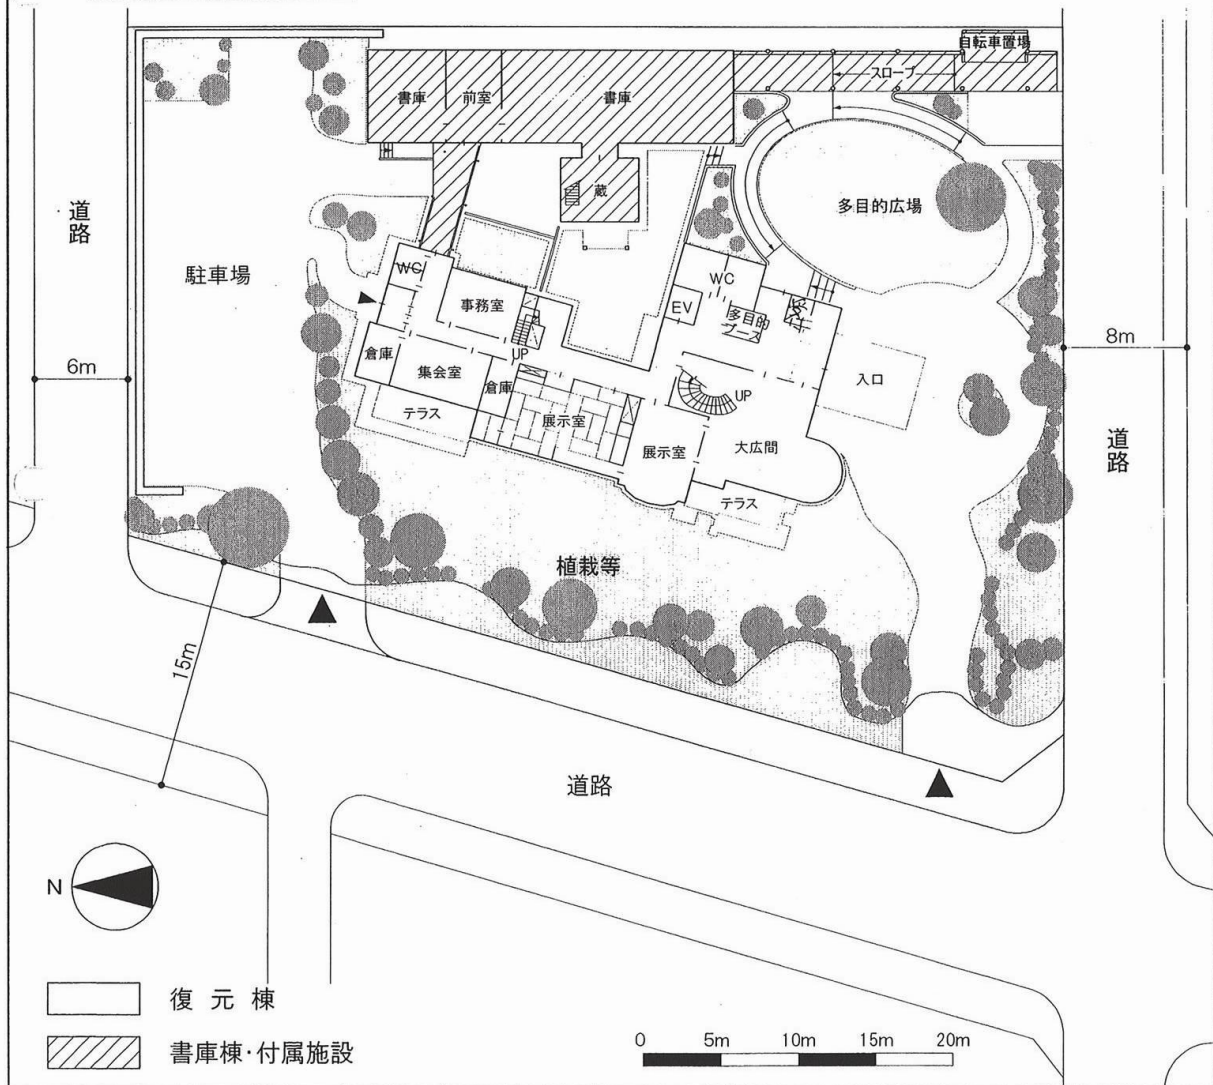 自転車置場
スロープ
書庫
前室
書庫
蔵
多目的広場
道路
駐車場
WC
事務室
WC
EV
多目的
ブース
8m
6m
倉庫
集会室
UP
倉庫
入口
UP
テラス
展示室
展示室
大広間
道路
テラス
植栽等
15m
道路
N
復元棟
書庫棟・付属施設
0 5m 10m 15m 20m